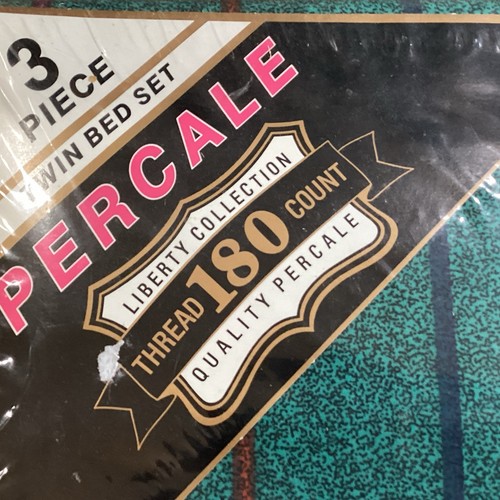 3
PIECE
TWIN BED SET
PERCALE
LIBERTY COLLECTION
THREAD 180 COUNT
QUALITY PERCALE